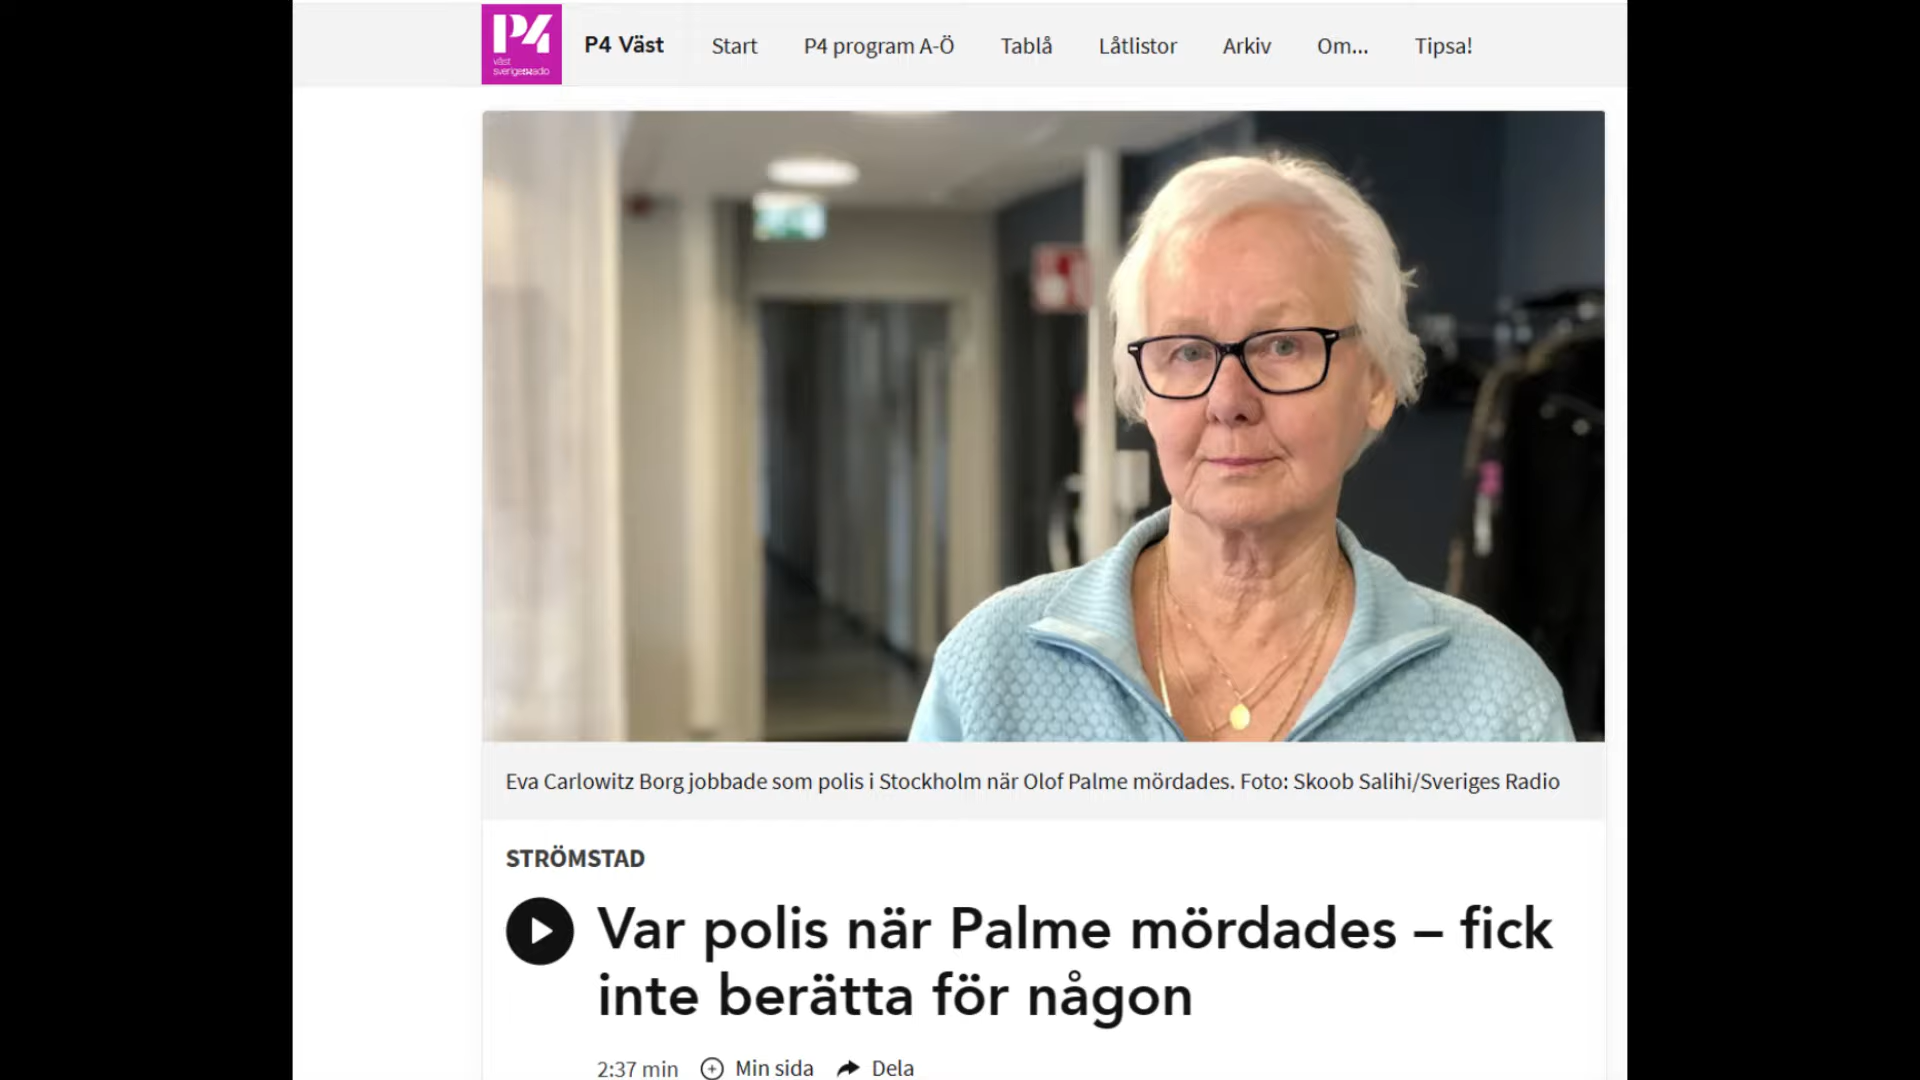 P4
väst
sverigesradio
P4 Väst Start P4 program A-Ö Tablå Låtlistor Arkiv Om... Tipsa!
Eva Carlowitz Borg jobbade som polis i Stockholm när Olof Palme mördades. Foto: Skoob Salihi/Sveriges Radio
STRÖMSTAD
Var polis när Palme mördades – fick
inte berätta för någon
2:37 min Min sida Dela